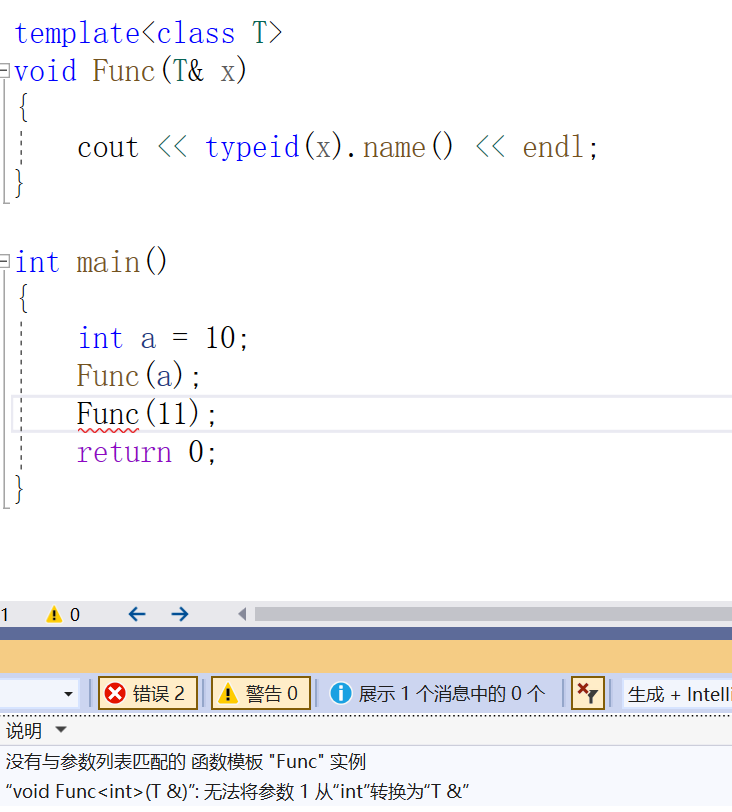 template<class T>
void Func(T& x)
{
    cout << typeid(x).name() << endl;
}
int main()
{
    int a = 10;
    Func(a);
    Func(11);
    return 0;
}
1 0
错误 2 警告 0 展示 1 个消息中的 0 个 生成 + Intelli
说明
没有与参数列表匹配的 函数模板 "Func" 实例
“void Func<int>(T &)”: 无法将参数 1 从“int”转换为“T &”